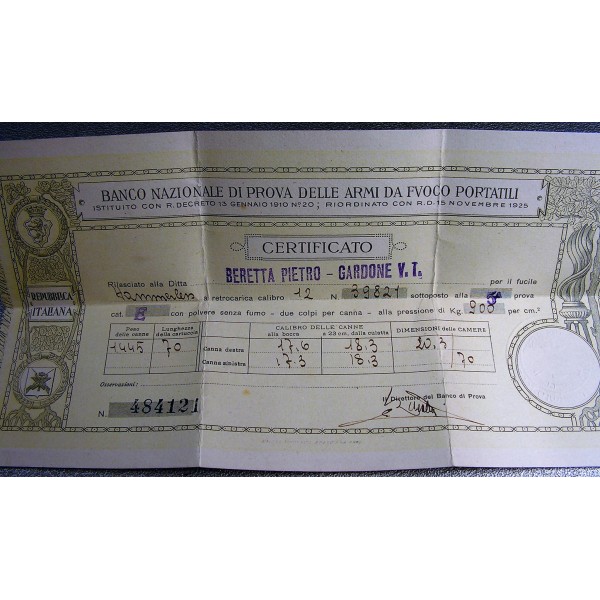 BANCO NAZIONALE DI PROVA DELLE ARMI DA FVOCO PORTATILI
ISTITUITO CON R. DECRETO 13 GENNAIO 1910 Nº 20; RIORDINATO CON R.D. 15 NOVEMBRE 1925
CERTIFICATO
Rilasciato alla Ditta BERETTA PIETRO - GARDONE V.T. per il fucile
Hammerless a retrocarica calibro 12 N 39821 sottoposto alla prova
cat. con polvere senza fumo - due colpi per canna - alla pressione di Kg. 900 per cm.²
Peso delle canne Lunghezza della cartuccia CALIBRO DELLE CANNE alla bocca a 23 cm. dalla culatta DIMENSIONI delle CAMERE
1445 70 Canna destra 17,6 18,3 20,3
Canna sinistra 17,3 18,3 70
Osservazioni:
N 484121
Il Direttore del Banco di Prova
REPUBBLICA
ITALIANA